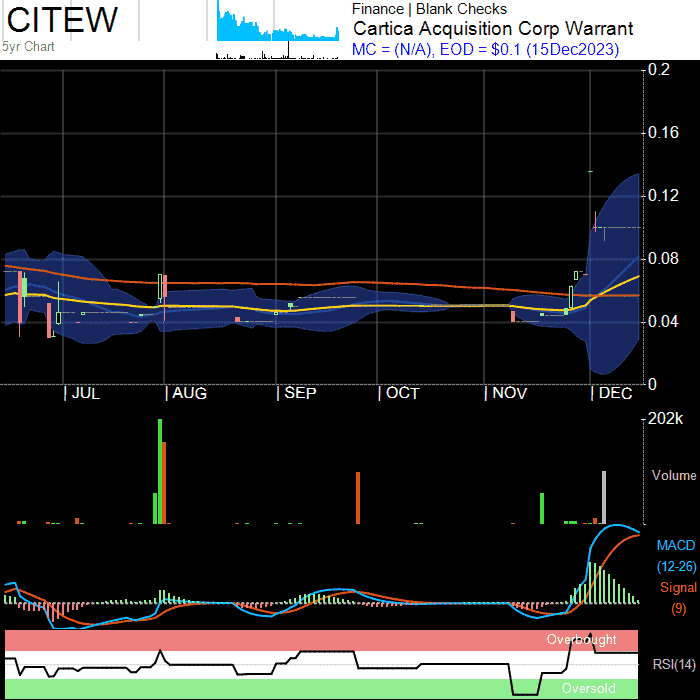 CITEW
5yr Chart
Finance | Blank Checks
Cartica Acquisition Corp Warrant
MC = (N/A), EOD = $0.1 (15Dec2023)
0.2
0.16
0.12
0.08
0.04
0
JUL AUG SEP OCT NOV DEC
202k
Volume
MACD
(12-26)
Signal
(9)
Overbought
RSI(14)
Oversold